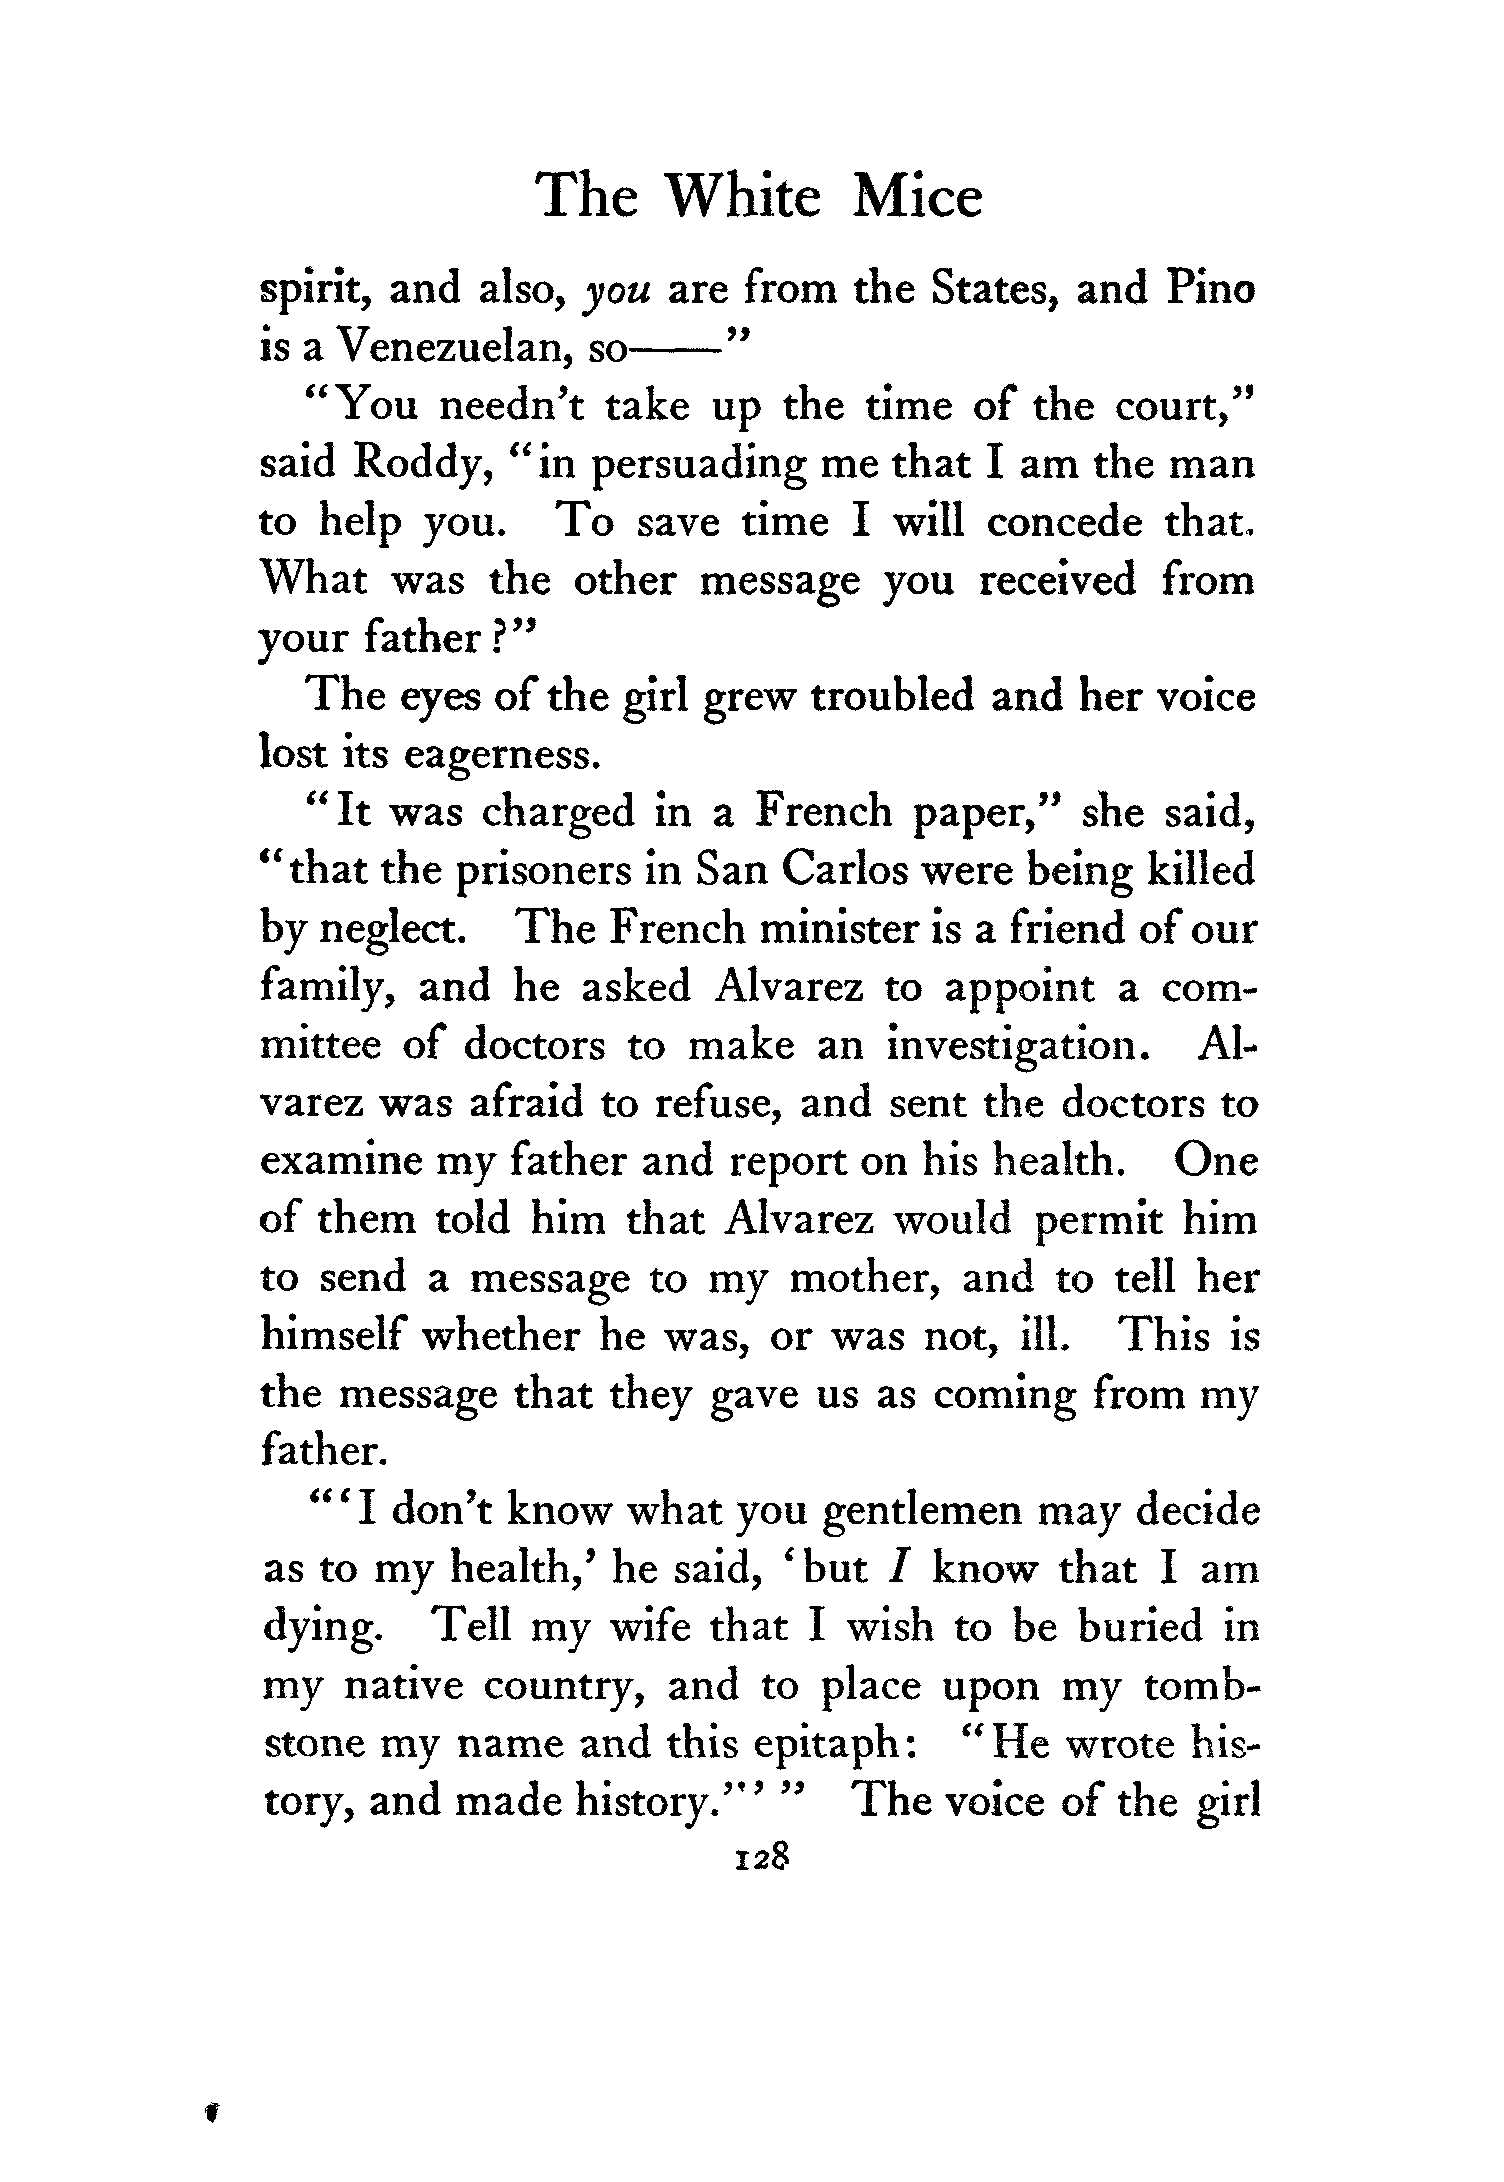 The White Mice
spirit, and also, you are from the States, and Pino
is a Venezuelan, so——"
"You needn't take up the time of the court,"
said Roddy, "in persuading me that I am the man
to help you. To save time I will concede that.
What was the other message you received from
your father?"
The eyes of the girl grew troubled and her voice
lost its eagerness.
"It was charged in a French paper," she said,
"that the prisoners in San Carlos were being killed
by neglect. The French minister is a friend of our
family, and he asked Alvarez to appoint a com-
mittee of doctors to make an investigation. Al-
varez was afraid to refuse, and sent the doctors to
examine my father and report on his health. One
of them told him that Alvarez would permit him
to send a message to my mother, and to tell her
himself whether he was, or was not, ill. This is
the message that they gave us as coming from my
father.
"'I don't know what you gentlemen may decide
as to my health,' he said, 'but I know that I am
dying. Tell my wife that I wish to be buried in
my native country, and to place upon my tomb-
stone my name and this epitaph: "He wrote his-
tory, and made history."'" The voice of the girl
128